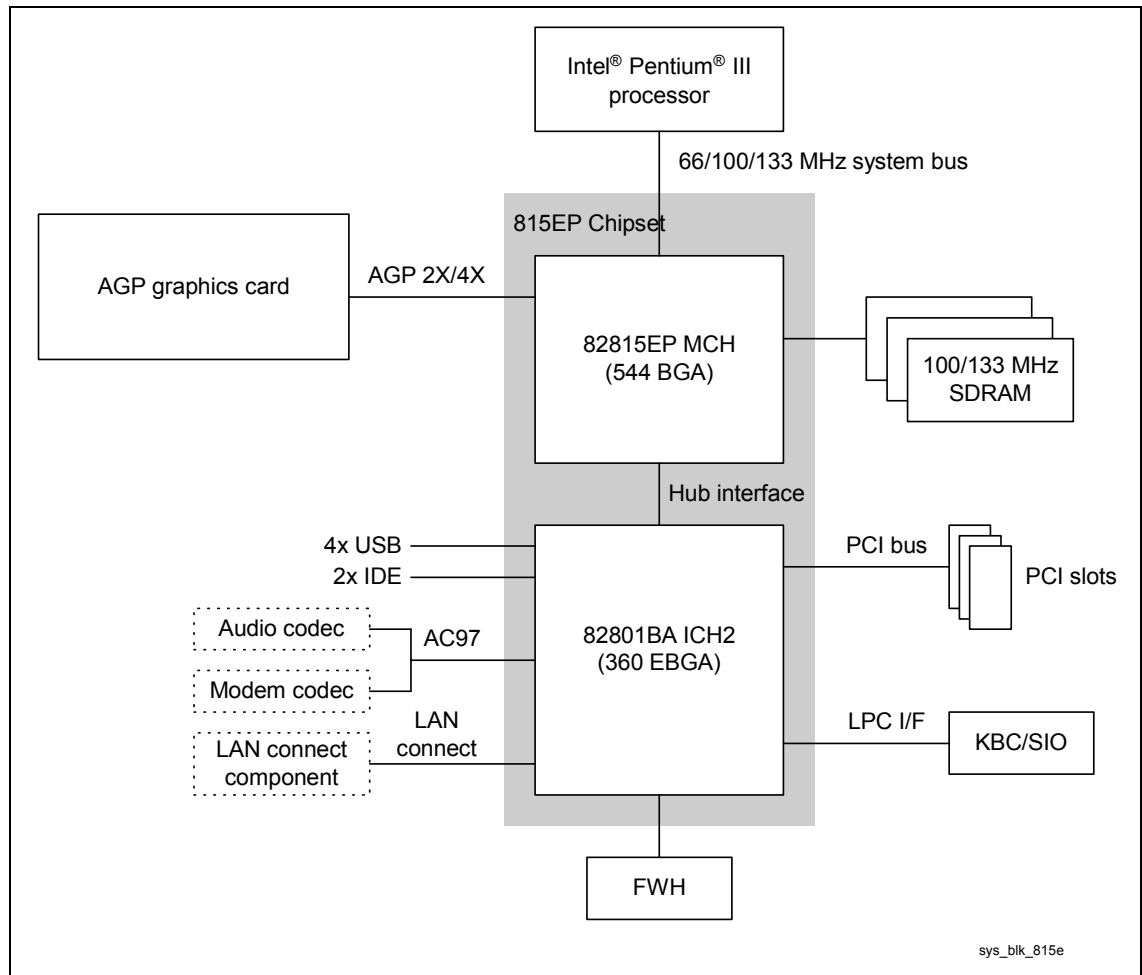 Intel® Pentium® III
processor
66/100/133 MHz system bus
815EP Chipset
AGP graphics card
AGP 2X/4X
82815EP MCH
(544 BGA)
100/133 MHz
SDRAM
Hub interface
4x USB
2x IDE
PCI bus
PCI slots
Audio codec
AC97
Modem codec
82801BA ICH2
(360 EBGA)
LAN
connect
LAN connect
component
LPC I/F
KBC/SIO
FWH
sys_blk_815e